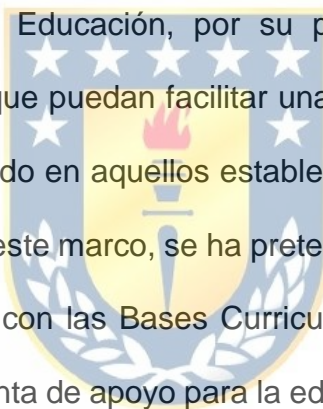 Educación, por su p
que puedan facilitar una
do en aquellos estable
este marco, se ha prete
con las Bases Curricu
nta de apoyo para la ed